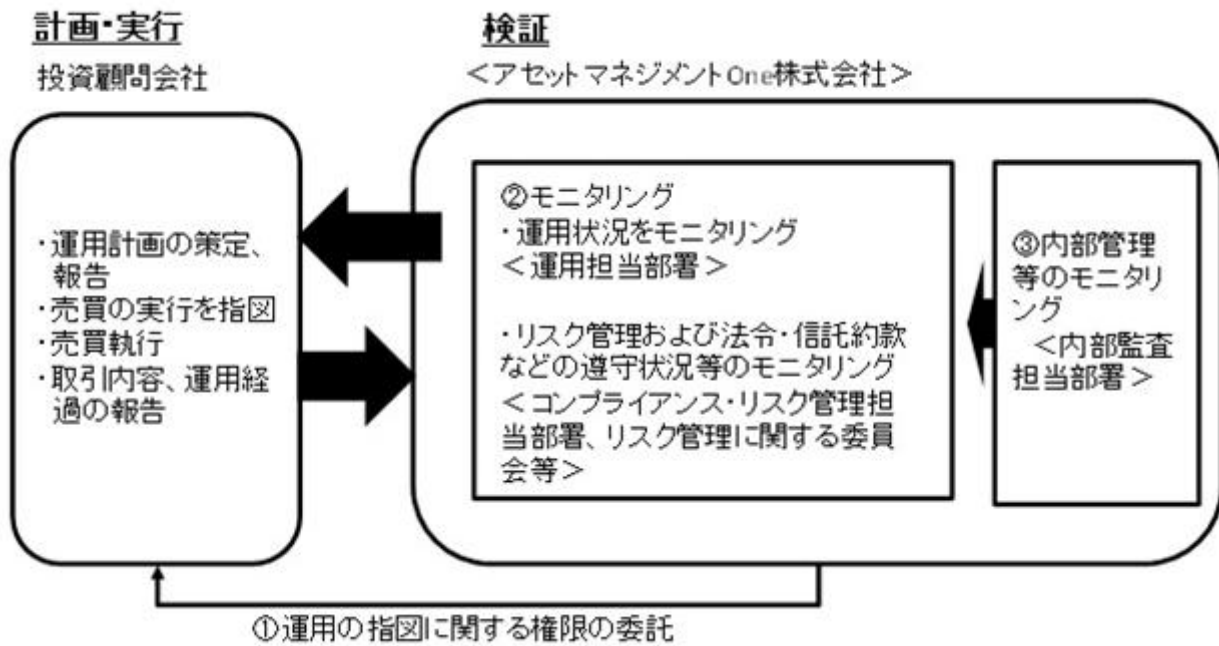 計画・実行
投資顧問会社
・運用計画の策定、
報告
・売買の実行を指図
・売買執行
・取引内容、運用経
過の報告
検証
＜アセットマネジメントOne株式会社＞
②モニタリング
・運用状況をモニタリング
＜運用担当部署＞
・リスク管理および法令・信託約款
などの遵守状況等のモニタリング
＜コンプライアンス・リスク管理担
当部署、リスク管理に関する委員
会等＞
③内部管理
等のモニタリ
ング
＜内部監査
担当部署＞
①運用の指図に関する権限の委託